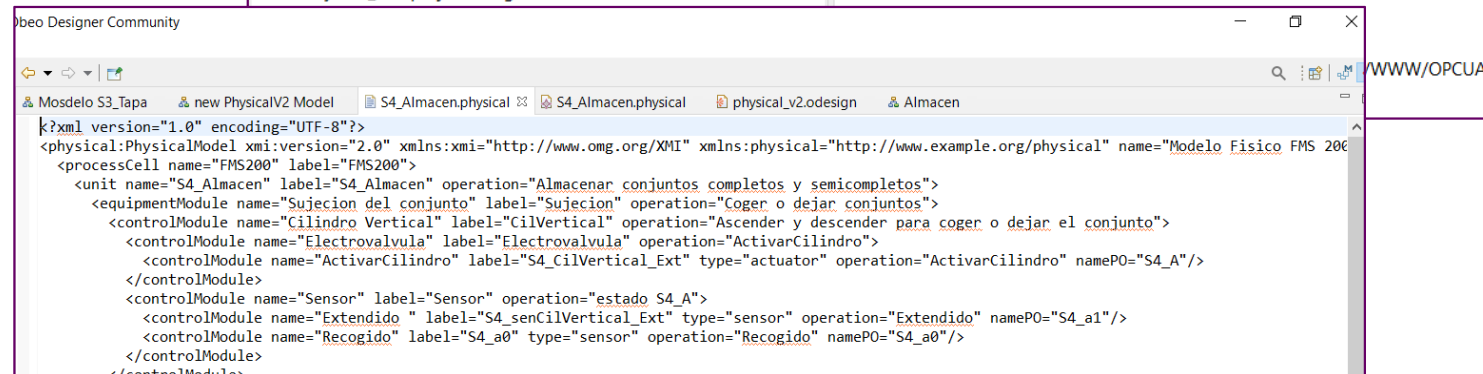 Obeo Designer Community
/WWW/OPCUA
Mosdelo S3_Tapa new PhysicalV2 Model S4_Almacen.physical S4_Almacen.physical physical_v2.odesign Almacen
<?xml version="1.0" encoding="UTF-8"?>
<physical:PhysicalModel xmi:version="2.0" xmlns:xmi="http://www.omg.org/XMI" xmlns:physical="http://www.example.org/physical" name="Modelo Fisico FMS 200
<processCell name="FMS200" label="FMS200">
<unit name="S4_Almacen" label="S4_Almacen" operation="Almacenar conjuntos completos y semicompletos">
<equipmentModule name="Sujecion del conjunto" label="Sujecion" operation="Coger o dejar conjuntos">
<controlModule name="Cilindro Vertical" label="CilVertical" operation="Ascender y descender para coger o dejar el conjunto">
<controlModule name="Electrovalvula" label="Electrovalvula" operation="ActivarCilindro">
<controlModule name="ActivarCilindro" label="S4_CilVertical_Ext" type="actuator" operation="ActivarCilindro" namePO="S4_A"/>
</controlModule>
<controlModule name="Sensor" label="Sensor" operation="estado S4_A">
<controlModule name="Extendido " label="S4_senCilVertical_Ext" type="sensor" operation="Extendido" namePO="S4_a1"/>
<controlModule name="Recogido" label="S4_a0" type="sensor" operation="Recogido" namePO="S4_a0"/>
</controlModule>
</controlModule>